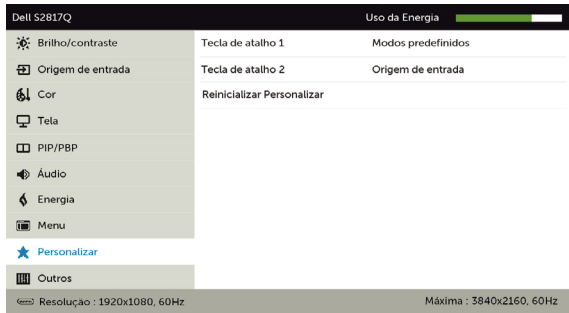 Dell S2817Q Uso da Energia
Brilho/contraste Tecla de atalho 1 Modos predefinidos
Origem de entrada Tecla de atalho 2 Origem de entrada
Cor Reinicializar Personalizar
Tela
PIP/PBP
Áudio
Energia
Menu
Personalizar
Outros
Resolução : 1920x1080, 60Hz Máxima : 3840x2160, 60Hz